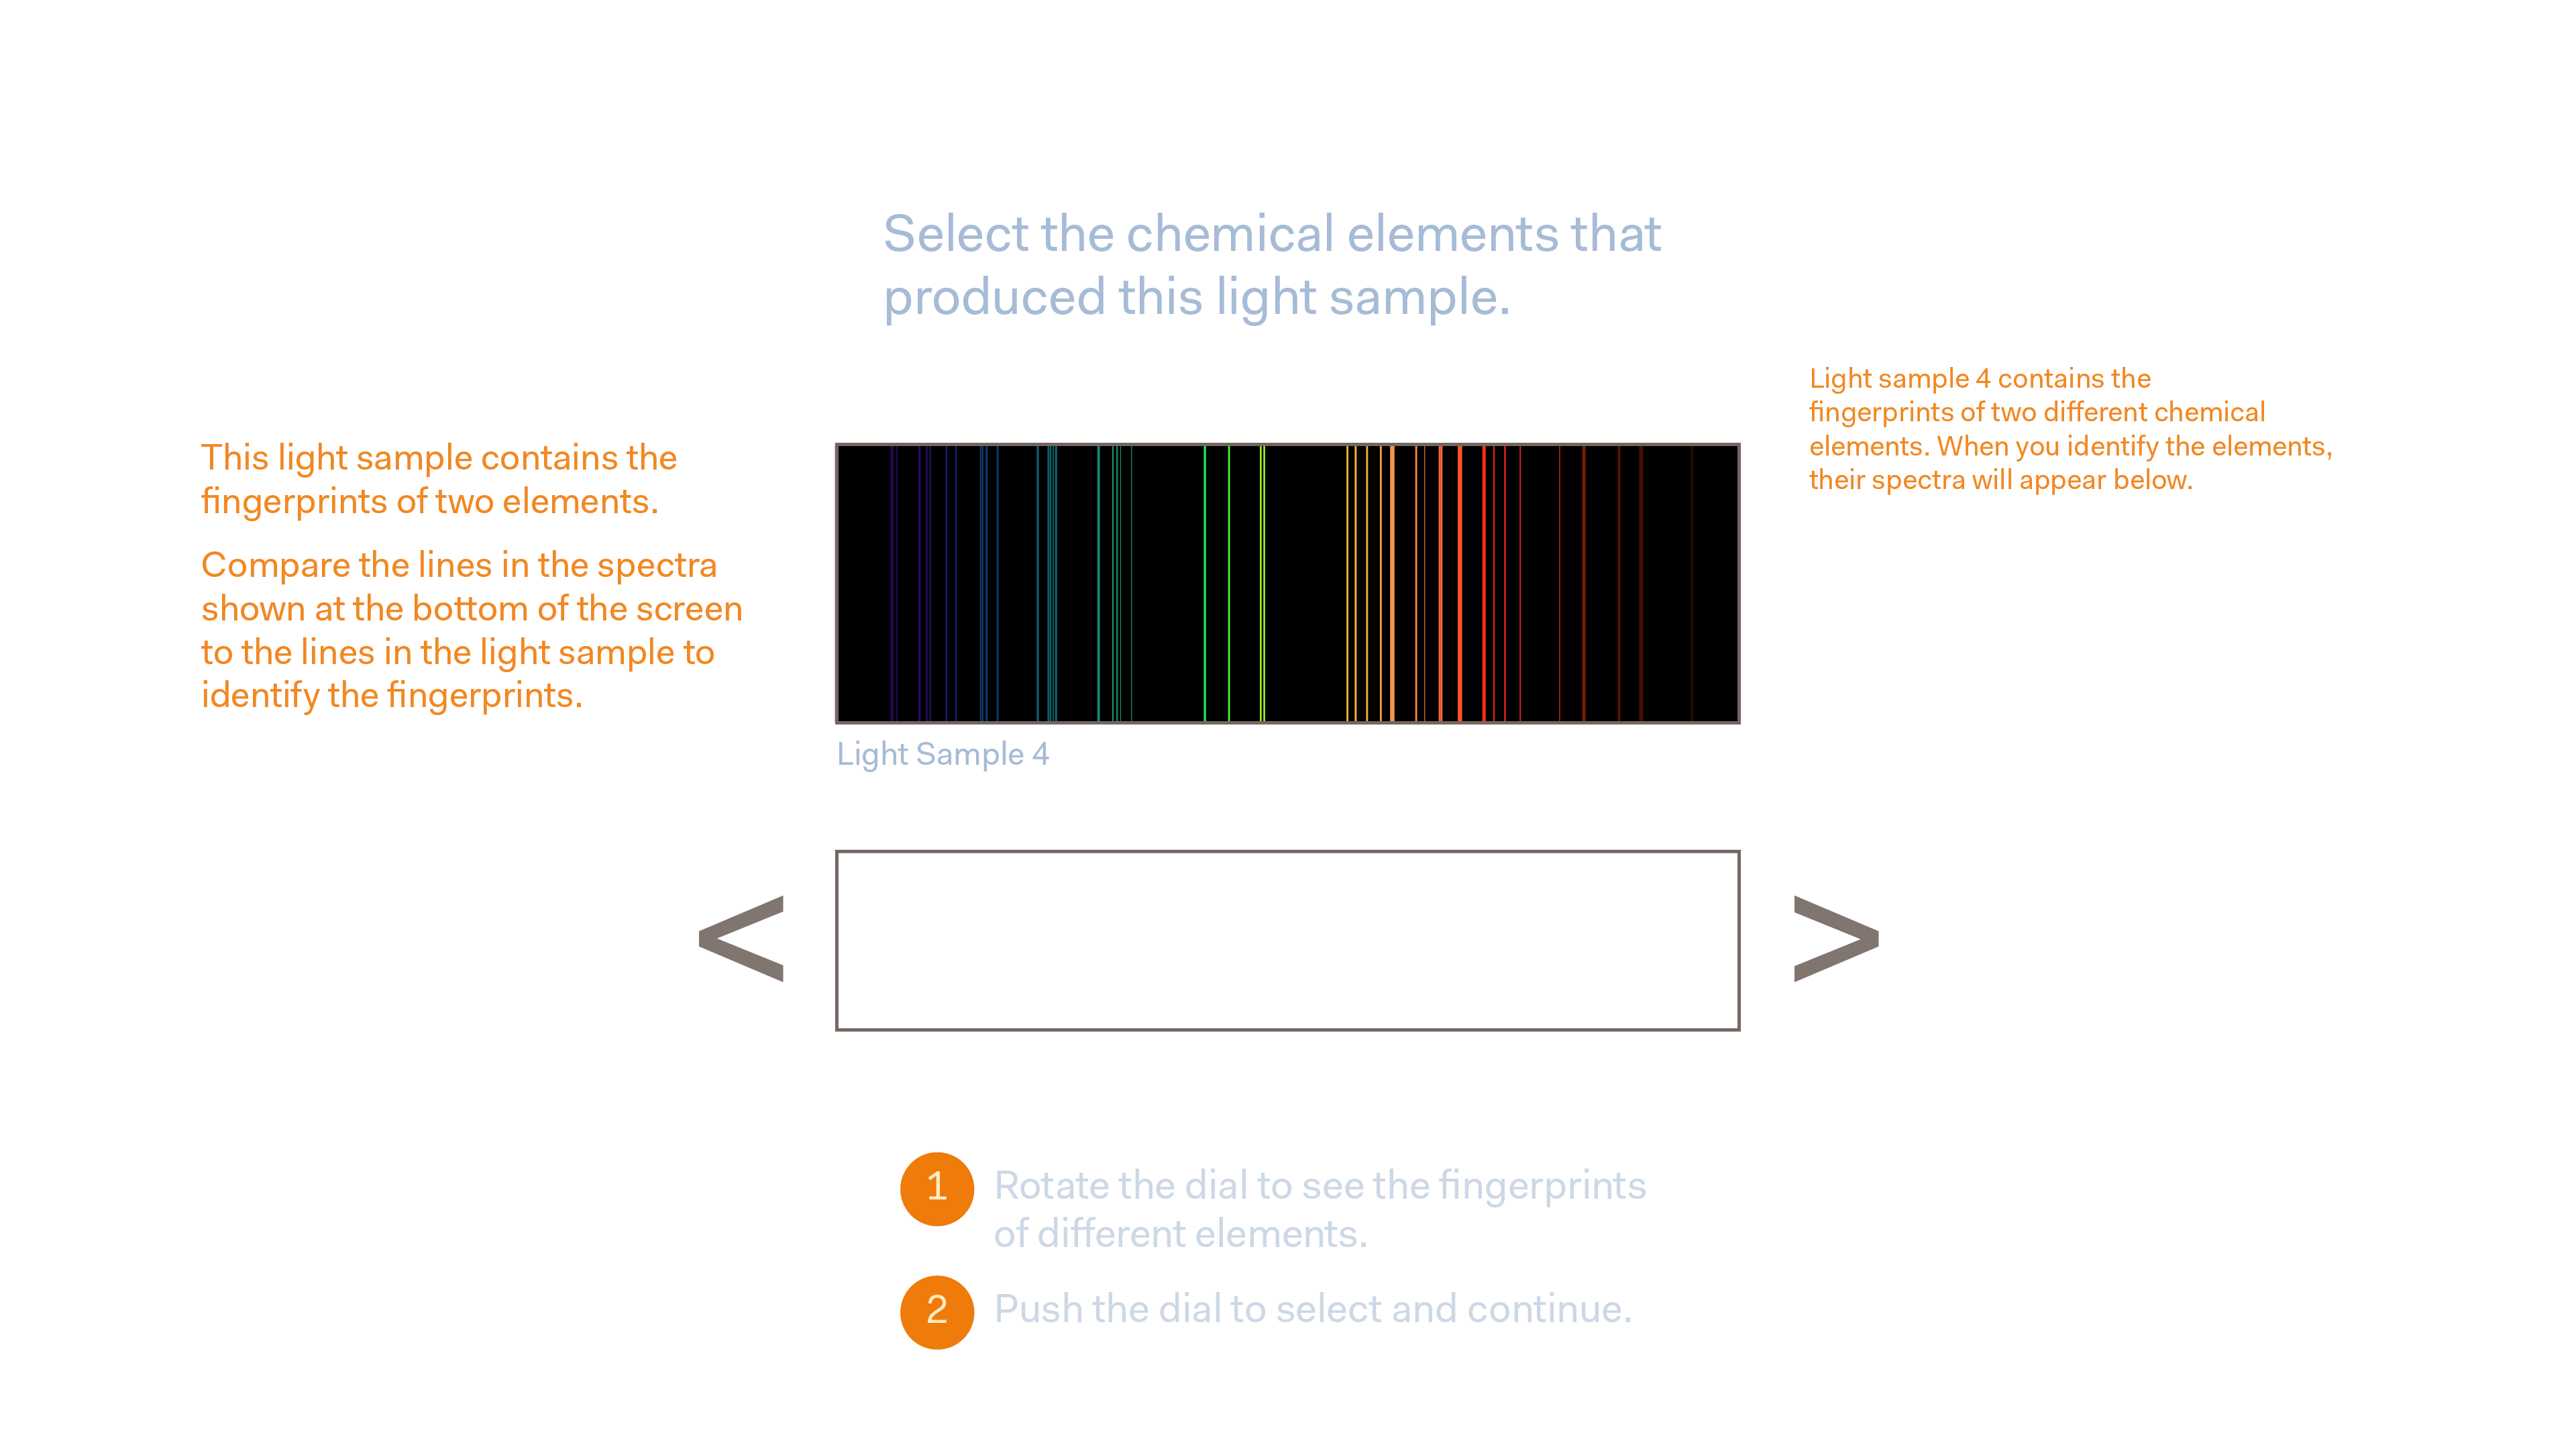 Select the chemical elements that
produced this light sample.
This light sample contains the
fingerprints of two elements.
Compare the lines in the spectra
shown at the bottom of the screen
to the lines in the light sample to
identify the fingerprints.
Light sample 4 contains the
fingerprints of two different chemical
elements. When you identify the elements,
their spectra will appear below.
Light Sample 4
<
>
1 Rotate the dial to see the fingerprints
of different elements.
2 Push the dial to select and continue.